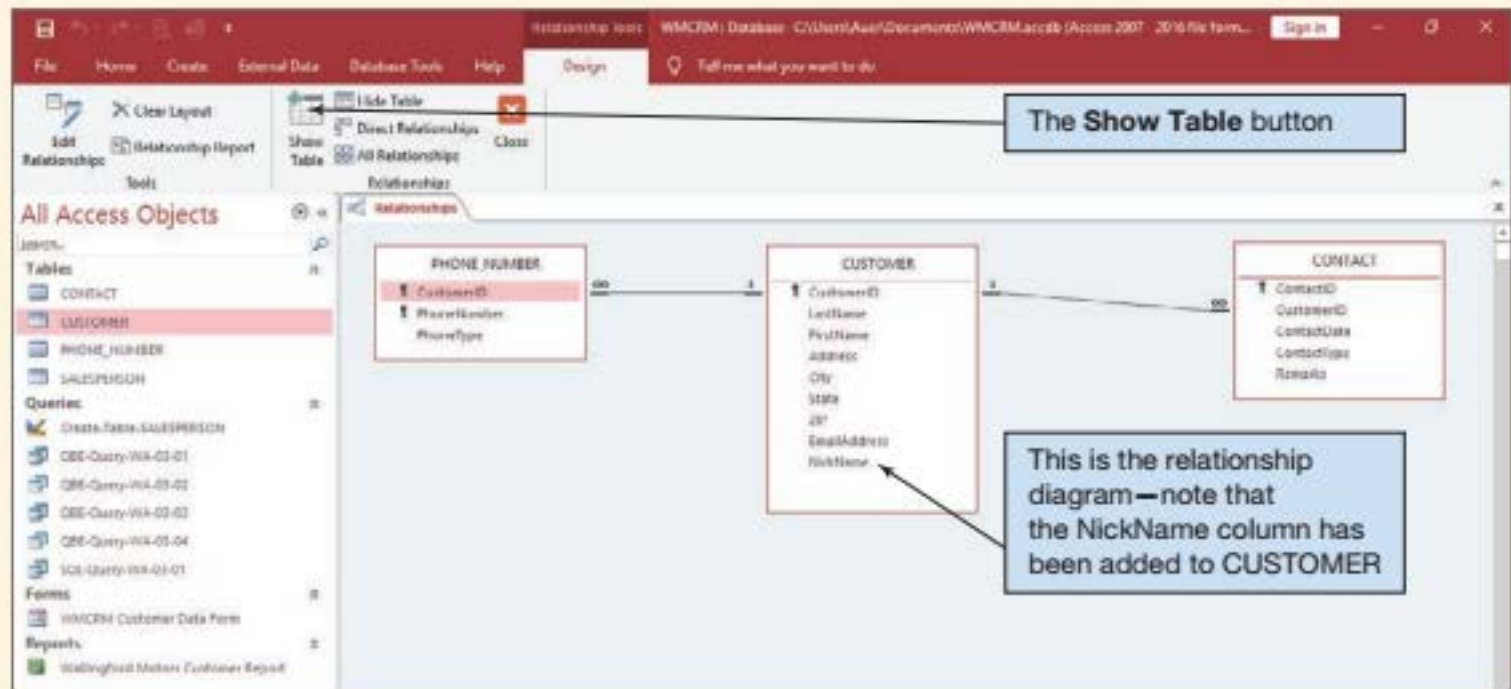 Relationship Tools WMCRM : Database- C:\Users\Auer\Documents\WMCRM.accdb (Access 2007 - 2016 file form... Sign in
File Home Create External Data Database Tools Help Design Tell me what you want to do
Edit Relationships
Clear Layout
Relationship Report
Tools
Show Table
Hide Table
Direct Relationships
All Relationships
Close
Relationships
The Show Table button
All Access Objects
Search...
Tables
CONTACT
CUSTOMER
PHONE_NUMBER
SALESPERSON
Queries
Create-Table-SALESPERSON
QBE-Query-WA-03-01
QBE-Query-WA-03-02
QBE-Query-WA-03-03
QBE-Query-WA-03-04
SQL-Query-WA-03-01
Forms
WMCRM Customer Data Form
Reports
Wallingford Motors Customer Report
Relationships
PHONE_NUMBER
CustomerID
PhoneNumber
PhoneType
∞ 1
CUSTOMER
CustomerID
LastName
FirstName
Address
City
State
ZIP
EmailAddress
NickName
1 ∞
CONTACT
ContactID
CustomerID
ContactDate
ContactType
Remarks
This is the relationship
diagram—note that
the NickName column has
been added to CUSTOMER